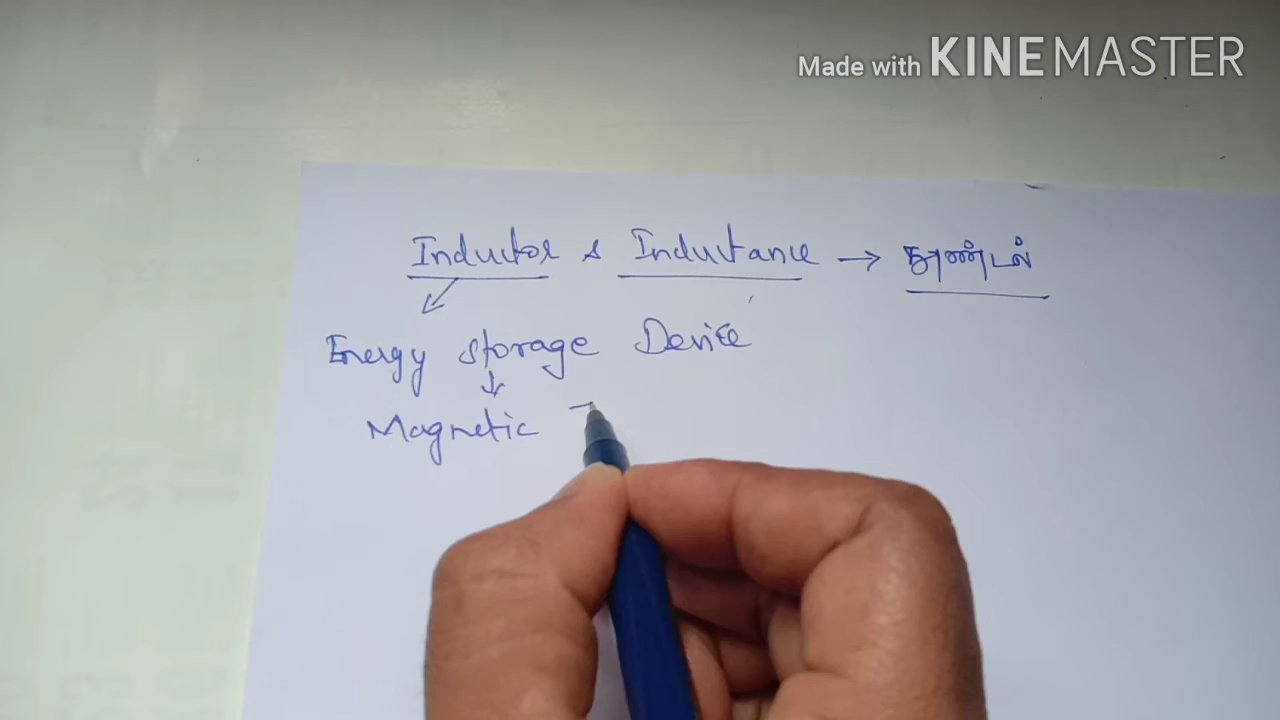 Made with KINEMASTER
Inductor & Inductance → தூண்டல்
Energy Storage Device
Magnetic